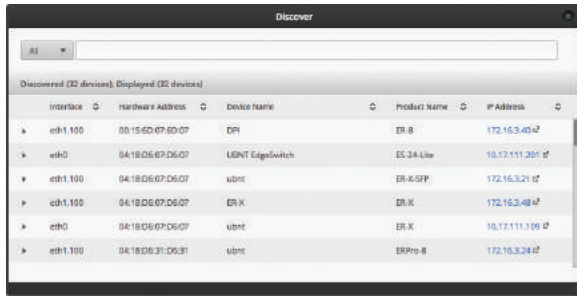 Discover
All
Discovered (32 devices), Displayed (32 devices)
Interface Hardware Address Device Name Product Name IP Address
eth1.100 00:15:6D:07:6D:07 DPI ER-8 172.16.3.40
eth0 04:18:D6:07:D6:07 UBNT EdgeSwitch ES-24-Lite 10.17.111.201
eth1.100 04:18:D6:07:D6:07 ubnt ER-X-SFP 172.16.3.21
eth1.100 04:18:D6:07:D6:07 ER-X ER-X 172.16.3.48
eth0 04:18:D6:07:D6:07 ubnt ER-X 10.17.111.109
eth1.100 04:18:D6:31:D6:31 ubnt ERPro-8 172.16.3.24